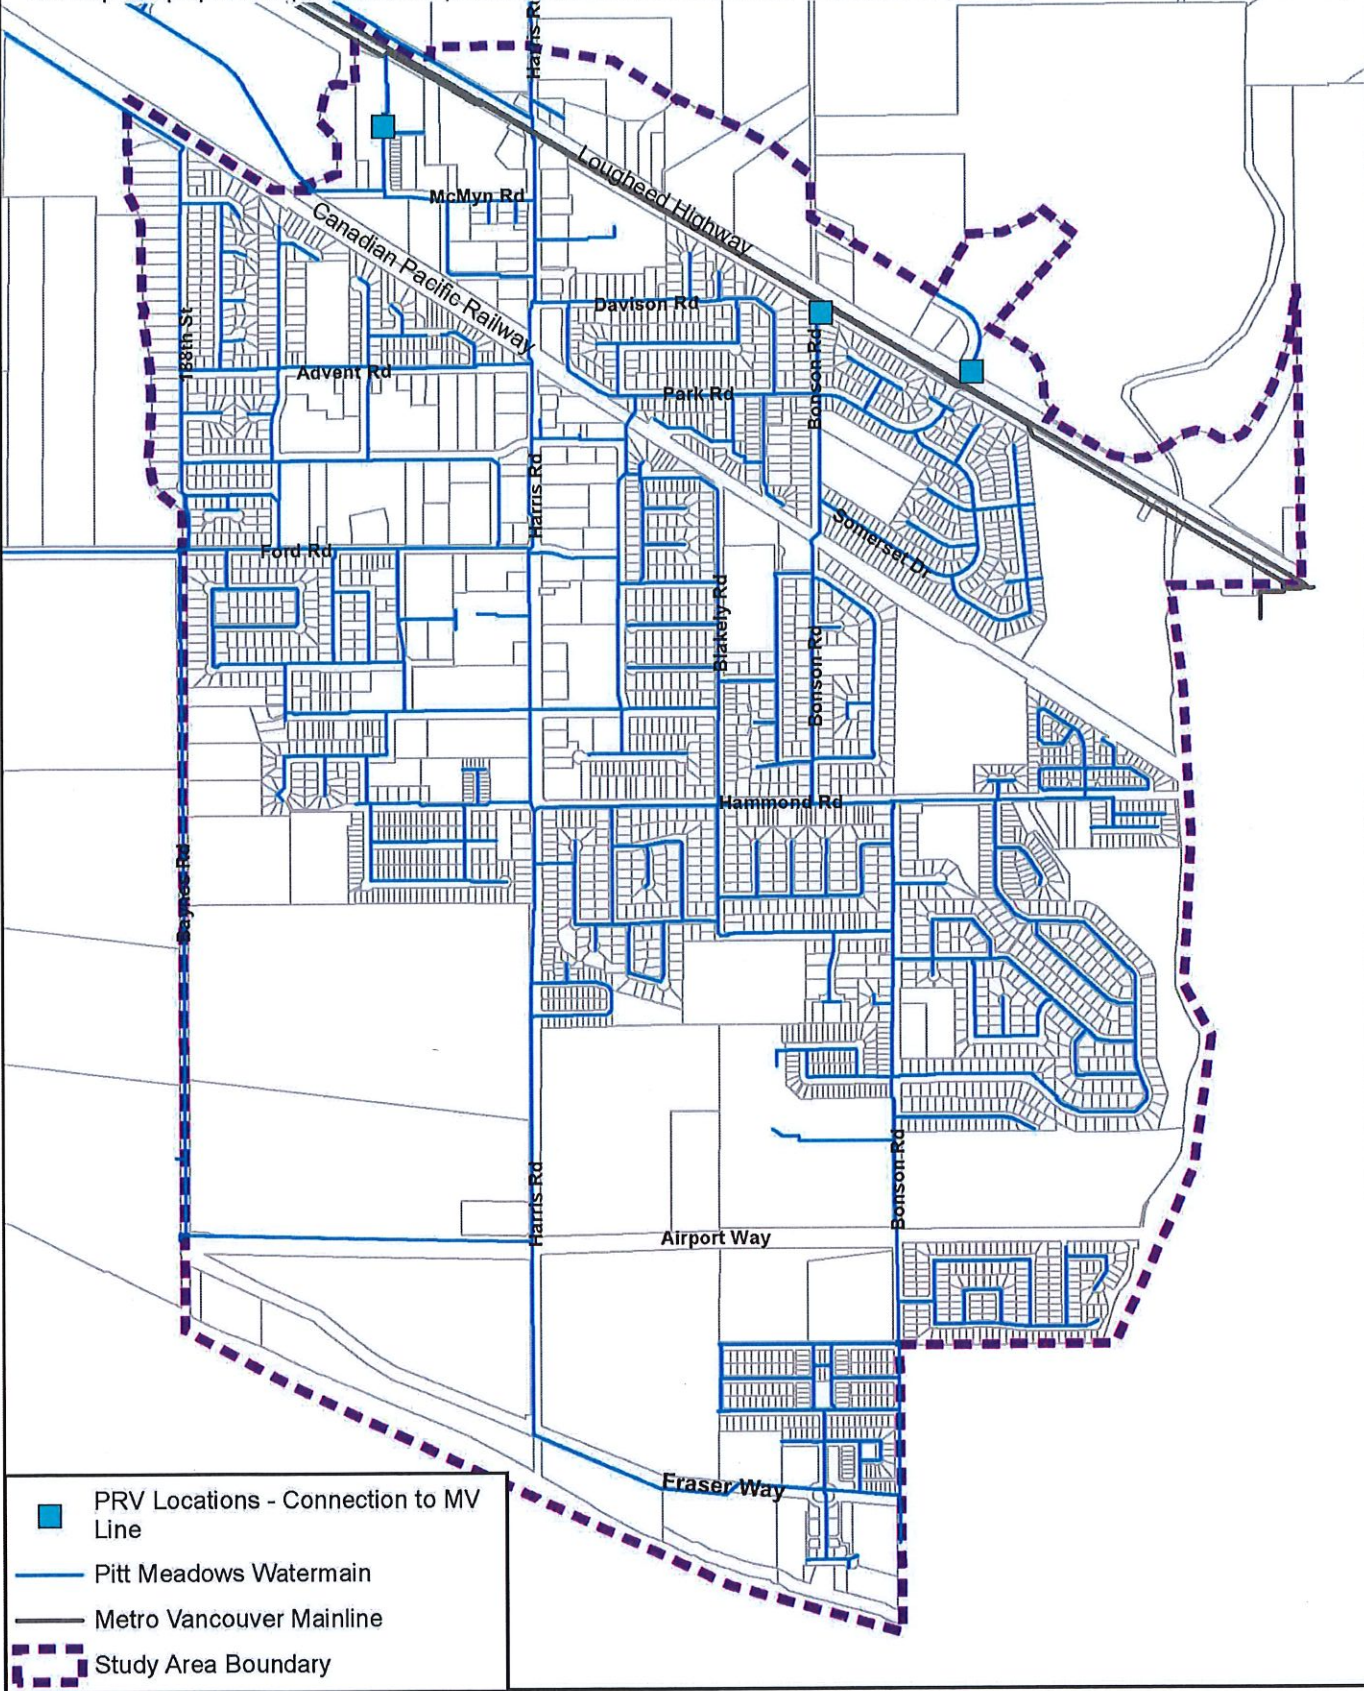 Harris R
McMyn Rd
Lougheed Highway
Canadian Pacific Railway
Davison Rd
188th St
Bonson Rd
Advent Rd
Park Rd
Harris Rd
Somerset Dr
Ford Rd
Blakely Rd
Bonson Rd
Hammond Rd
Baynes Rd
Harris Rd
Bonson Rd
Airport Way
Fraser Way
PRV Locations - Connection to MV
Line
Pitt Meadows Watermain
Metro Vancouver Mainline
Study Area Boundary